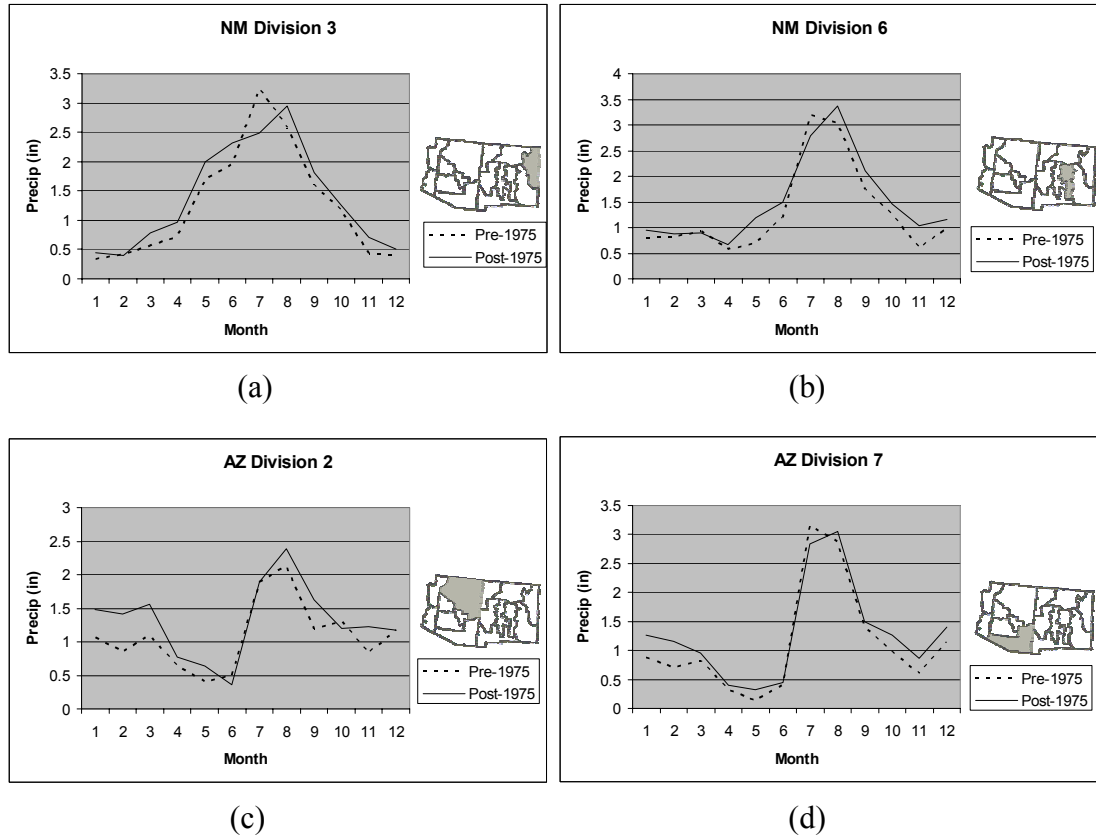 NM Division 3
3.5
3
2.5
2
1.5
1
0.5
0
Precip (in)
1 2 3 4 5 6 7 8 9 10 11 12
Month
Pre-1975
Post-1975
(a)
NM Division 6
4
3.5
3
2.5
2
1.5
1
0.5
0
Precip (in)
1 2 3 4 5 6 7 8 9 10 11 12
Month
Pre-1975
Post-1975
(b)
AZ Division 2
3
2.5
2
1.5
1
0.5
0
Precip (in)
1 2 3 4 5 6 7 8 9 10 11 12
Month
Pre-1975
Post-1975
(c)
AZ Division 7
3.5
3
2.5
2
1.5
1
0.5
0
Precip (in)
1 2 3 4 5 6 7 8 9 10 11 12
Month
Pre-1975
Post-1975
(d)